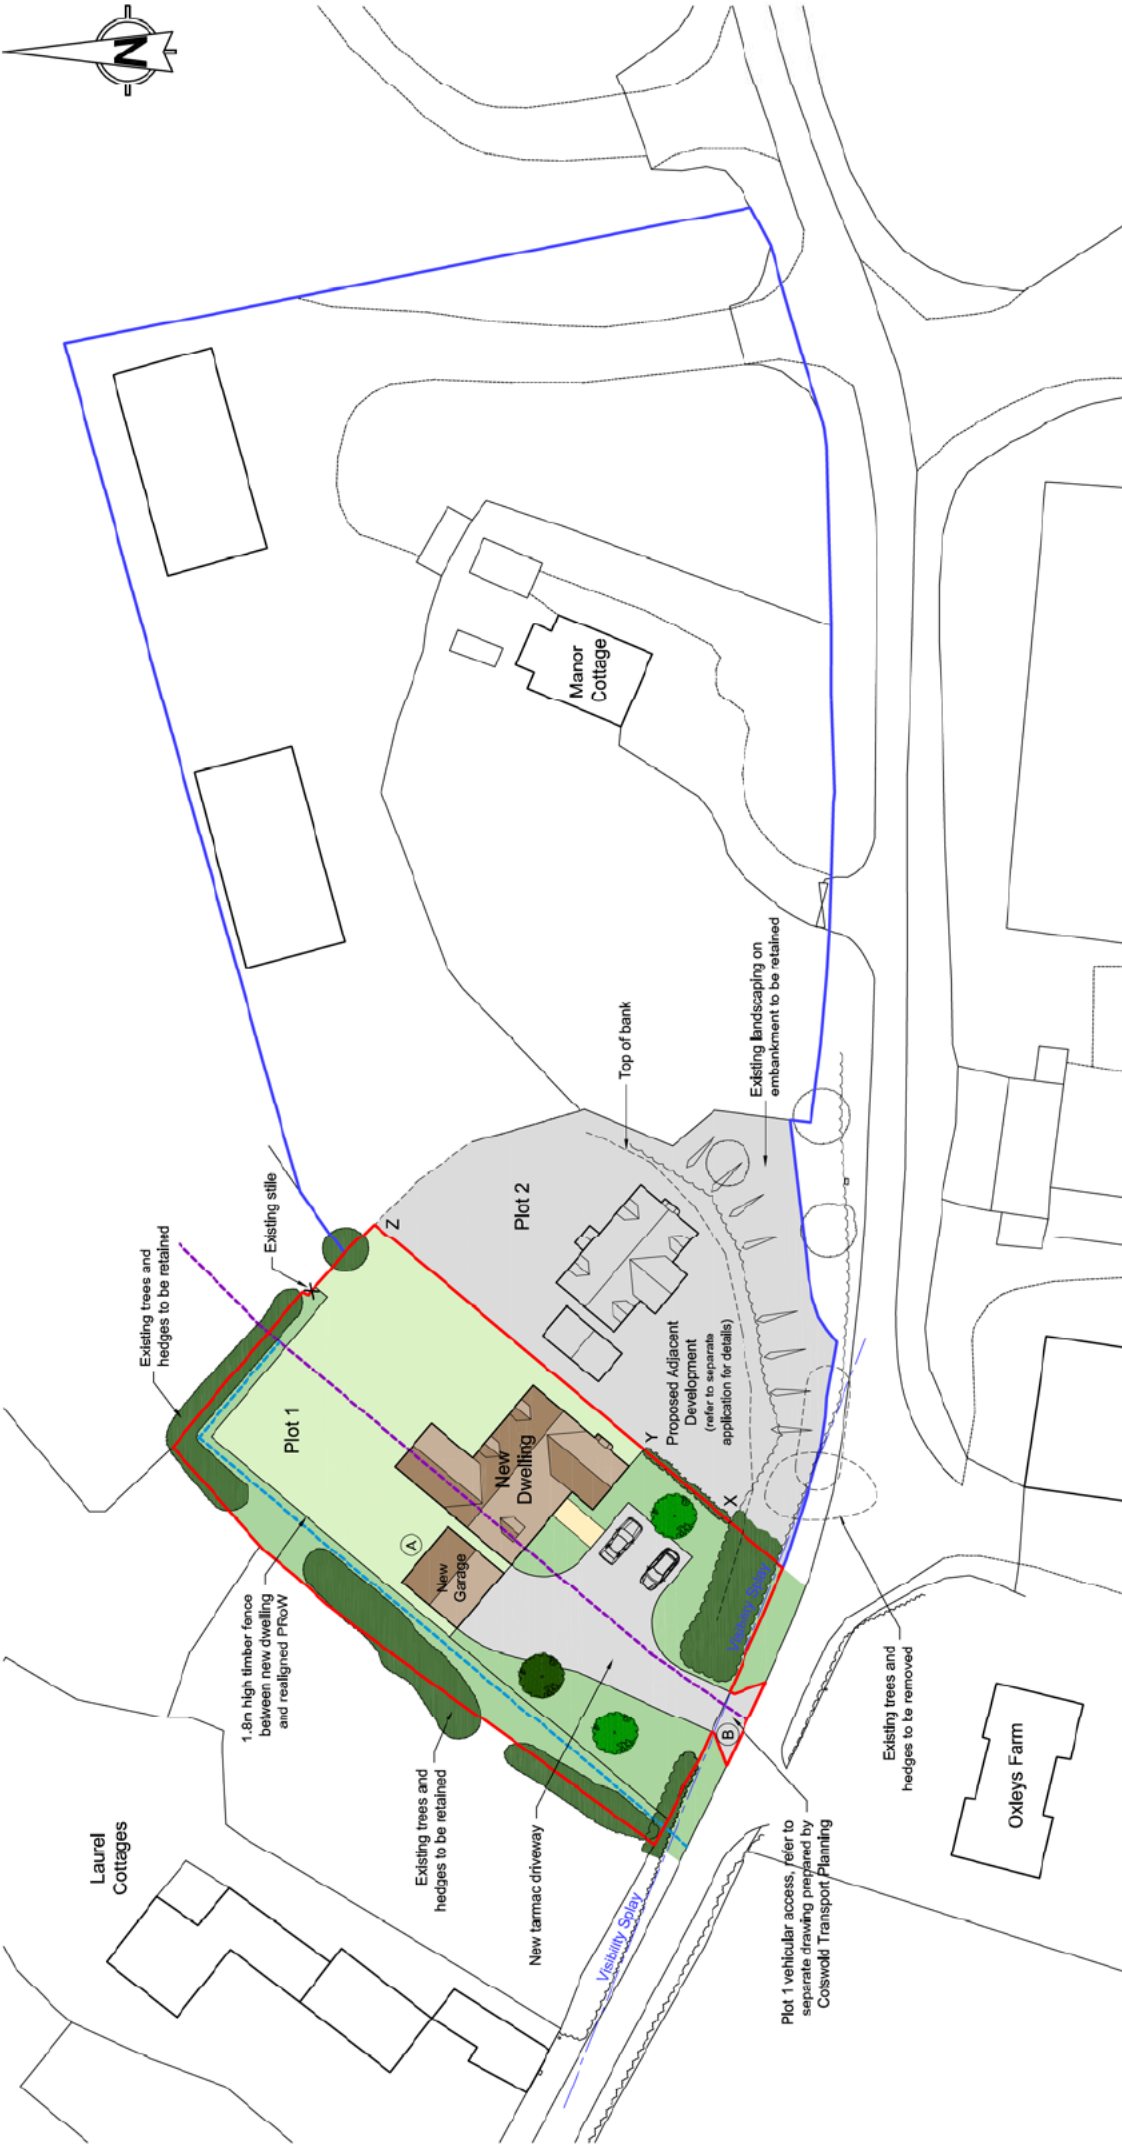 N
Laurel
Cottages
Existing trees and
hedges to be retained
Existing stile
1.8n high timber fence
between new dwelling
and realigned PRoW
Plot 1
Z
A
Existing trees and
hedges to be retained
New
Garage
New
Dwelling
Plot 2
Manor
Cottage
New tarmac driveway
Top of bank
Visibility Splay
Y
Proposed Adjacent
Development
(refer to separate
application for details)
X
B
Visibility Splay
Existing landscaping on
embankment to be retained
Plot 1 vehicular access, refer to
separate drawing prepared by
Cotswold Transport Planning
Existing trees and
hedges to be removed
Oxleys Farm